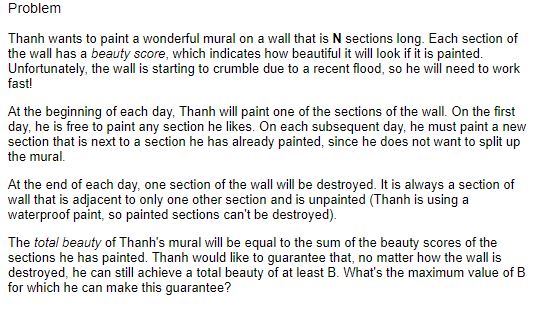 Problem
Thanh wants to paint a wonderful mural on a wall that is N sections long. Each section of
the wall has a beauty score, which indicates how beautiful it will look if it is painted.
Unfortunately, the wall is starting to crumble due to a recent flood, so he will need to work
fast!
At the beginning of each day, Thanh will paint one of the sections of the wall. On the first
day, he is free to paint any section he likes. On each subsequent day, he must paint a new
section that is next to a section he has already painted, since he does not want to split up
the mural.
At the end of each day, one section of the wall will be destroyed. It is always a section of
wall that is adjacent to only one other section and is unpainted (Thanh is using a
waterproof paint, so painted sections can't be destroyed).
The total beauty of Thanh's mural will be equal to the sum of the beauty scores of the
sections he has painted. Thanh would like to guarantee that, no matter how the wall is
destroyed, he can still achieve a total beauty of at least B. What's the maximum value of B
for which he can make this guarantee?